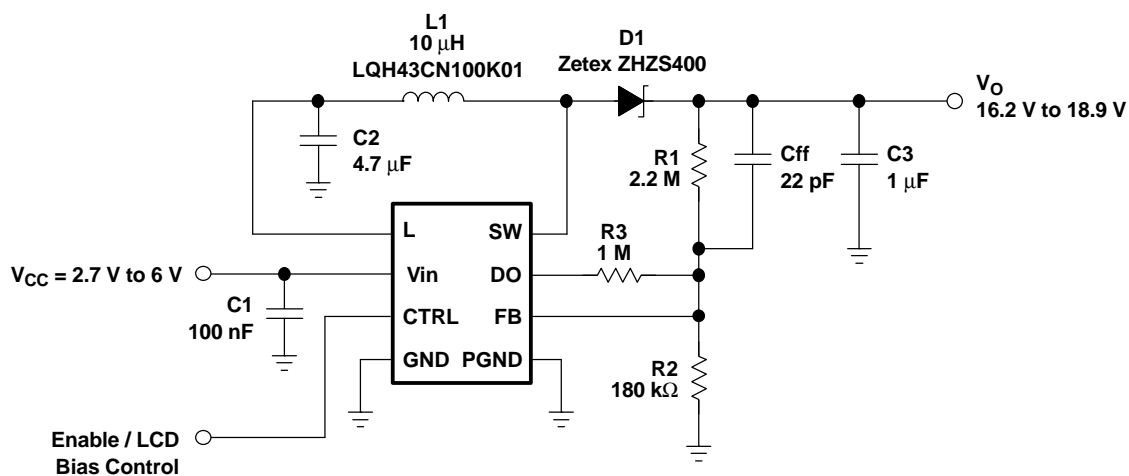 L1
10 μH
LQH43CN100K01
D1
Zetex ZHZS400
VO
16.2 V to 18.9 V
C2
4.7 μF
R1
2.2 M
Cff
22 pF
C3
1 μF
L
SW
R3
1 M
VCC = 2.7 V to 6 V
Vin
DO
C1
100 nF
CTRL
FB
GND
PGND
R2
180 kΩ
Enable / LCD
Bias Control